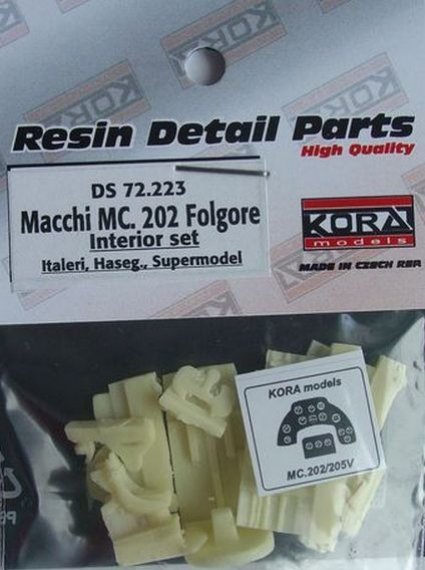 Resin Detail Parts
High Quality
DS 72.223
Macchi MC. 202 Folgore
Interior set
Italeri, Haseg., Supermodel
KORA
models
MADE IN CZECH REP
KORA models
MC.202/205V